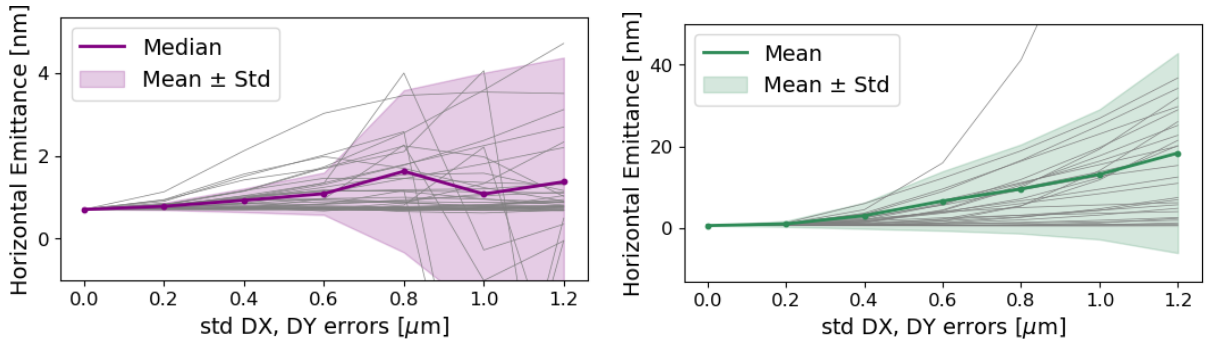 Horizontal Emittance [nm]
4
2
0
Median
Mean ± Std
0.0 0.2 0.4 0.6 0.8 1.0 1.2
std DX, DY errors [μm]
Horizontal Emittance [nm]
40
20
0
Mean
Mean ± Std
0.0 0.2 0.4 0.6 0.8 1.0 1.2
std DX, DY errors [μm]